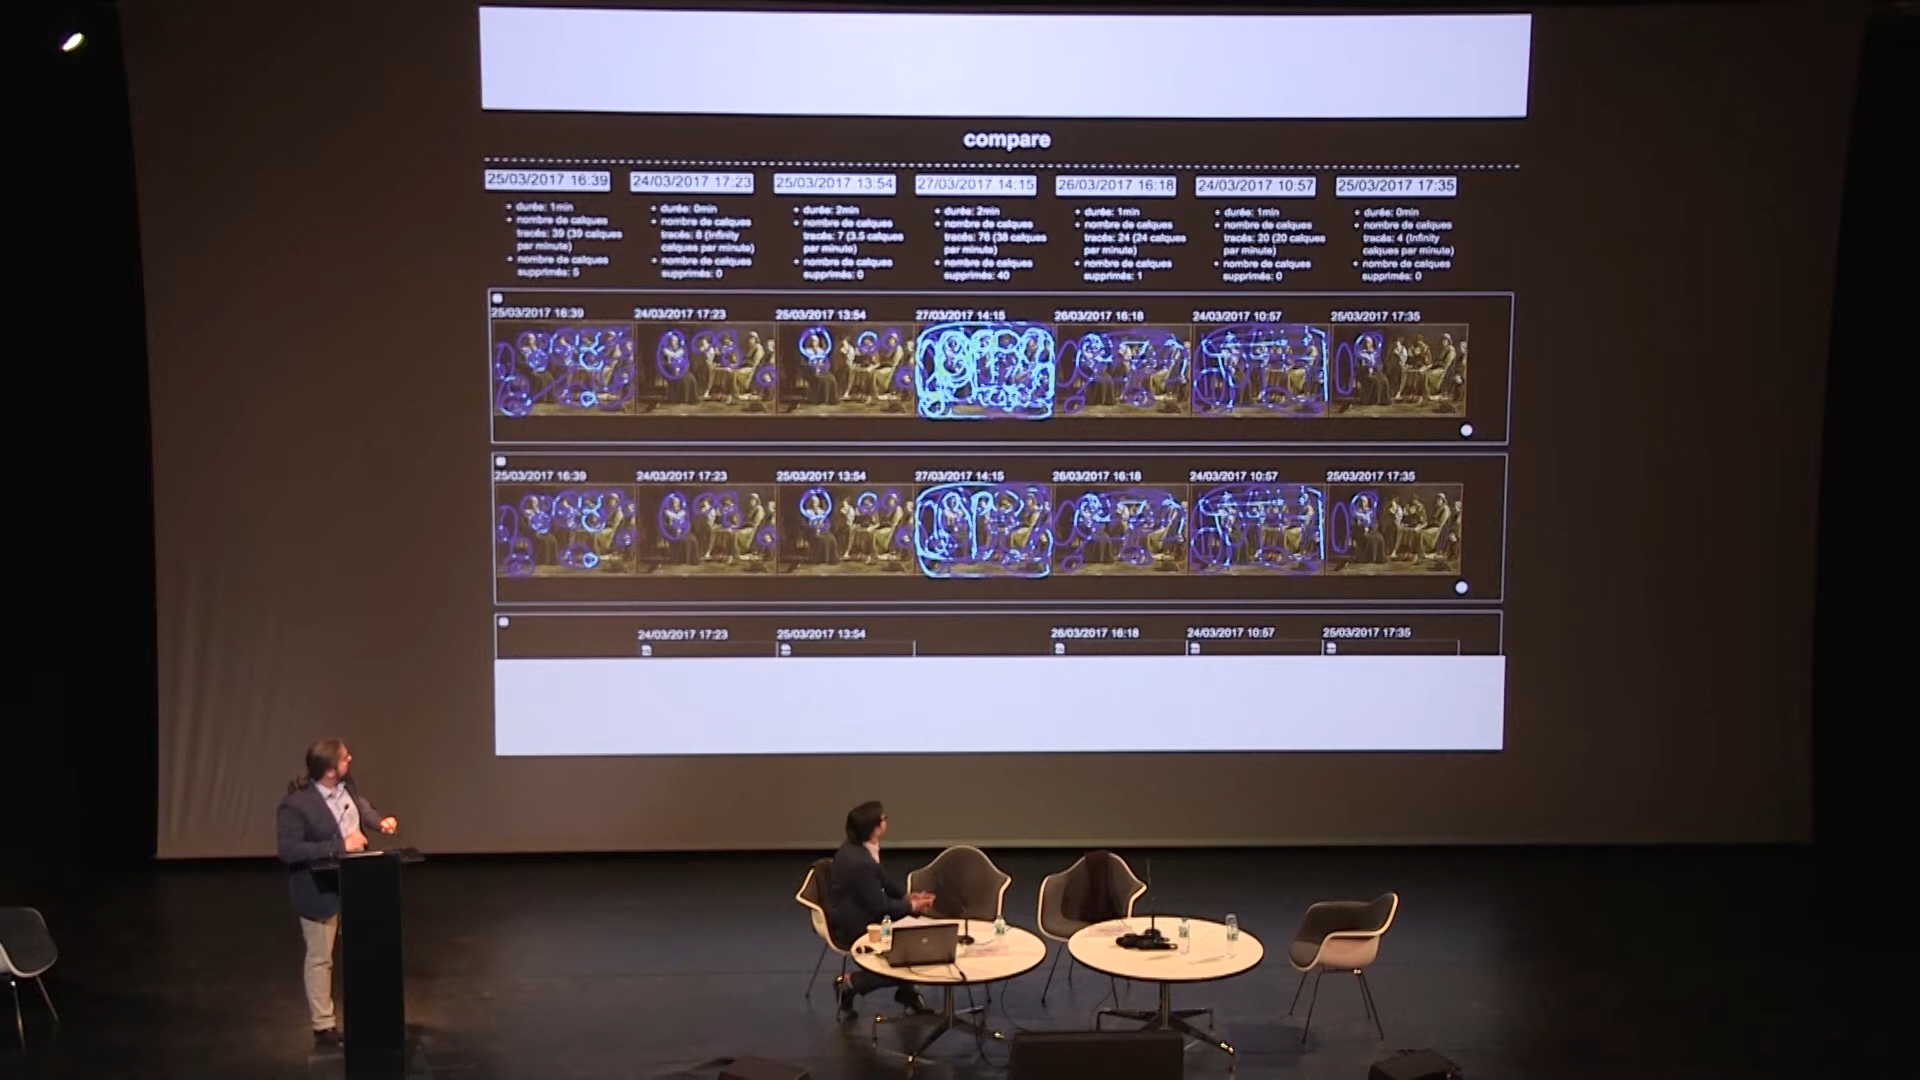 compare
25/03/2017 16:39
24/03/2017 17:23
25/03/2017 13:54
27/03/2017 14:15
26/03/2017 16:18
24/03/2017 10:57
25/03/2017 17:35
• durée: 1min
• nombre de calques
tracés: 39 (39 calques
par minute)
• nombre de calques
supprimés: 5
• durée: 0min
• nombre de calques
tracés: 8 (Infinity
calques par minute)
• nombre de calques
supprimés: 0
• durée: 2min
• nombre de calques
tracés: 7 (3.5 calques
par minute)
• nombre de calques
supprimés: 0
• durée: 2min
• nombre de calques
tracés: 76 (38 calques
par minute)
• nombre de calques
supprimés: 40
• durée: 1min
• nombre de calques
tracés: 24 (24 calques
par minute)
• nombre de calques
supprimés: 1
• durée: 1min
• nombre de calques
tracés: 20 (20 calques
par minute)
• nombre de calques
supprimés: 0
• durée: 0min
• nombre de calques
tracés: 4 (Infinity
calques par minute)
• nombre de calques
supprimés: 0
25/03/2017 16:39
24/03/2017 17:23
25/03/2017 13:54
27/03/2017 14:15
26/03/2017 16:18
24/03/2017 10:57
25/03/2017 17:35
25/03/2017 16:39
24/03/2017 17:23
25/03/2017 13:54
27/03/2017 14:15
26/03/2017 16:18
24/03/2017 10:57
25/03/2017 17:35
24/03/2017 17:23
25/03/2017 13:54
26/03/2017 16:18
24/03/2017 10:57
25/03/2017 17:35